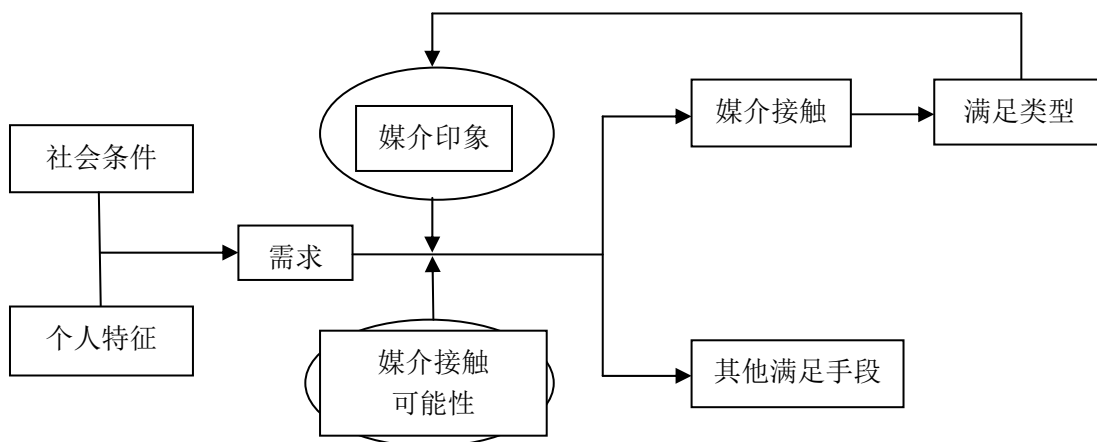 媒介印象
媒介接触
满足类型
社会条件
需求
个人特征
媒介接触
可能性
其他满足手段